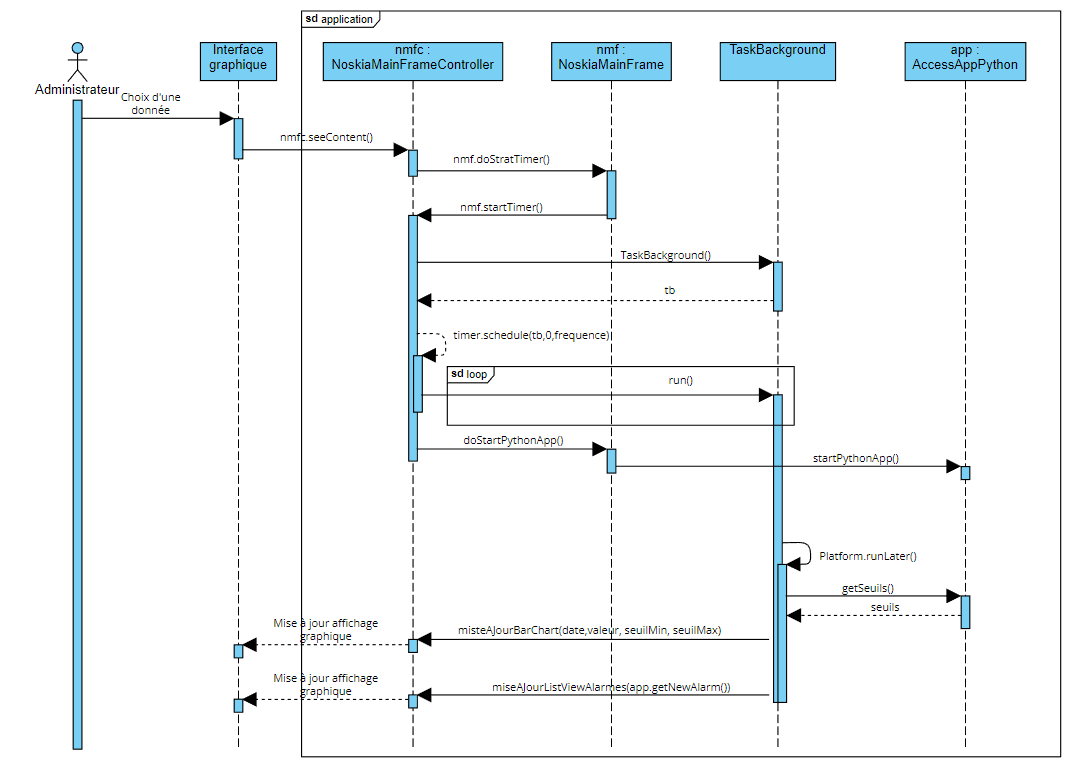 sd application
Interface
graphique
nmfc :
NoskiaMainFrameController
nmf :
NoskiaMainFrame
TaskBackground
app :
AccessAppPython
Administrateur
Choix d'une
donnée
nmfc.seeContent()
nmf.doStratTimer()
nmf.startTimer()
TaskBackground()
tb
timer.schedule(tb,0,frequence)
sd loop
run()
doStartPythonApp()
startPythonApp()
Platform.runLater()
getSeuils()
seuils
Mise à jour affichage
graphique
misteAJourBarChart(date,valeur, seuilMin, seuilMax)
Mise à jour affichage
graphique
miseAJourListViewAlarmes(app.getNewAlarm())